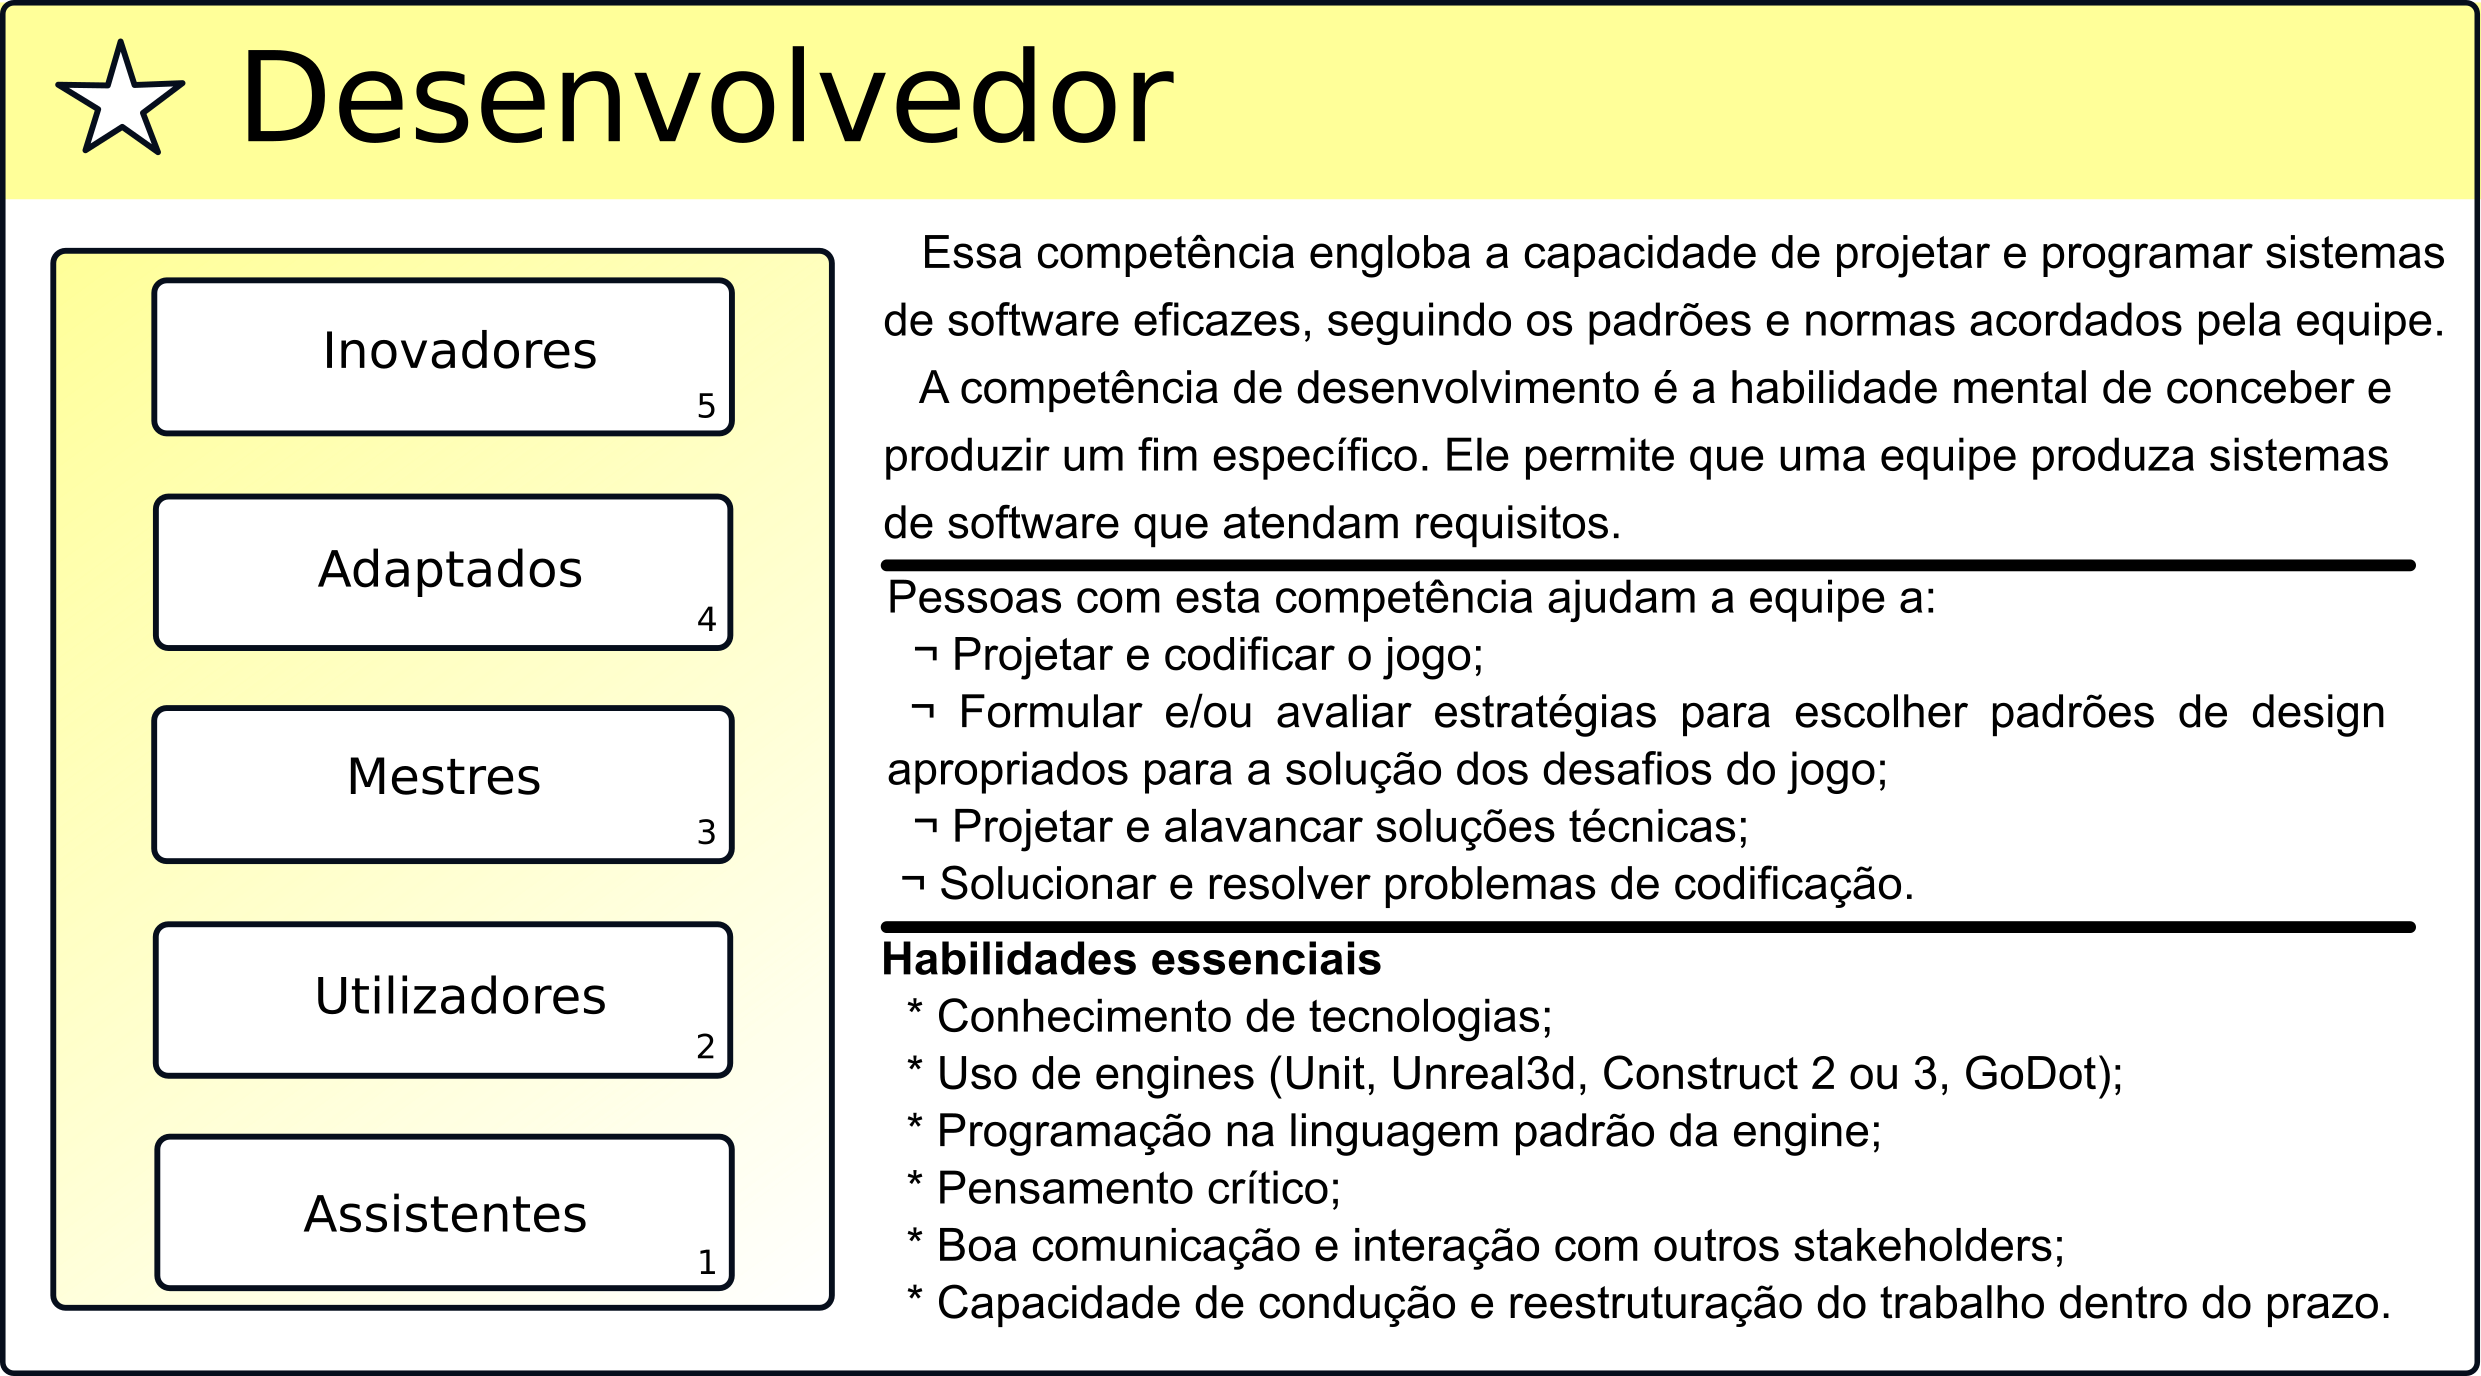 Desenvolvedor
Inovadores
5
Adaptados
4
Mestres
3
Utilizadores
2
Assistentes
1
Essa competência engloba a capacidade de projetar e programar sistemas
de software eficazes, seguindo os padrões e normas acordados pela equipe.
A competência de desenvolvimento é a habilidade mental de conceber e
produzir um fim específico. Ele permite que uma equipe produza sistemas
de software que atendam requisitos.
Pessoas com esta competência ajudam a equipe a:
¬ Projetar e codificar o jogo;
¬ Formular e/ou avaliar estratégias para escolher padrões de design
apropriados para a solução dos desafios do jogo;
¬ Projetar e alavancar soluções técnicas;
¬ Solucionar e resolver problemas de codificação.
Habilidades essenciais
* Conhecimento de tecnologias;
* Uso de engines (Unit, Unreal3d, Construct 2 ou 3, GoDot);
* Programação na linguagem padrão da engine;
* Pensamento crítico;
* Boa comunicação e interação com outros stakeholders;
* Capacidade de condução e reestruturação do trabalho dentro do prazo.